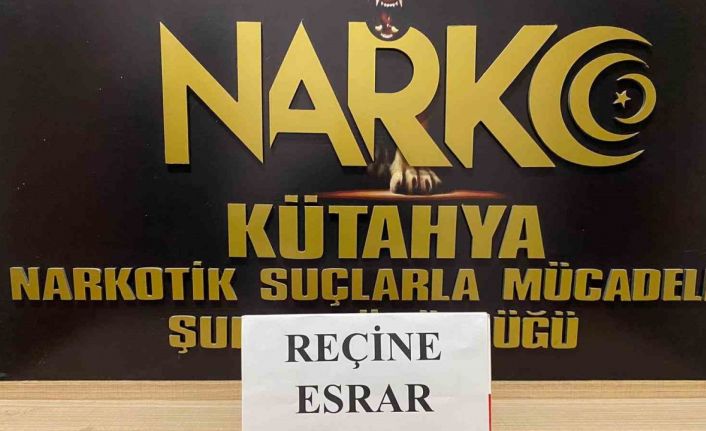 NARKO
KÜTAHYA
NARKOTİK SUÇLARLA MÜCADEL
REÇİNE
ESRAR